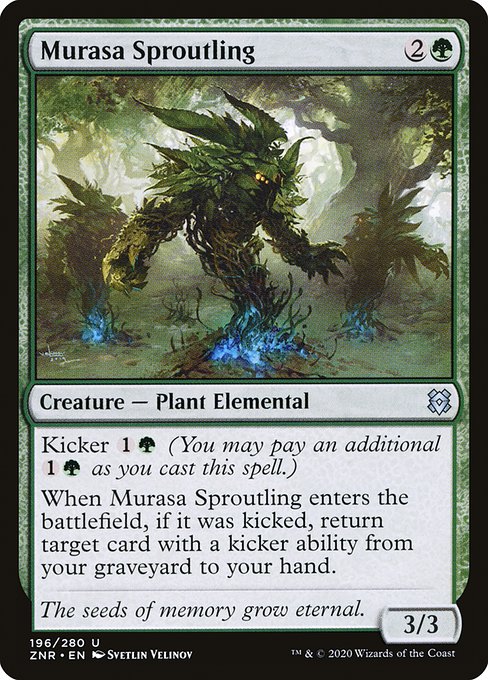 Murasa Sproutling 2
Creature — Plant Elemental
Kicker 1 (You may pay an additional
1 as you cast this spell.)
When Murasa Sproutling enters the
battlefield, if it was kicked, return
target card with a kicker ability from
your graveyard to your hand.
The seeds of memory grow eternal.
3/3
196/280 U
ZNR • EN Svetlin Velinov
™ & © 2020 Wizards of the Coast